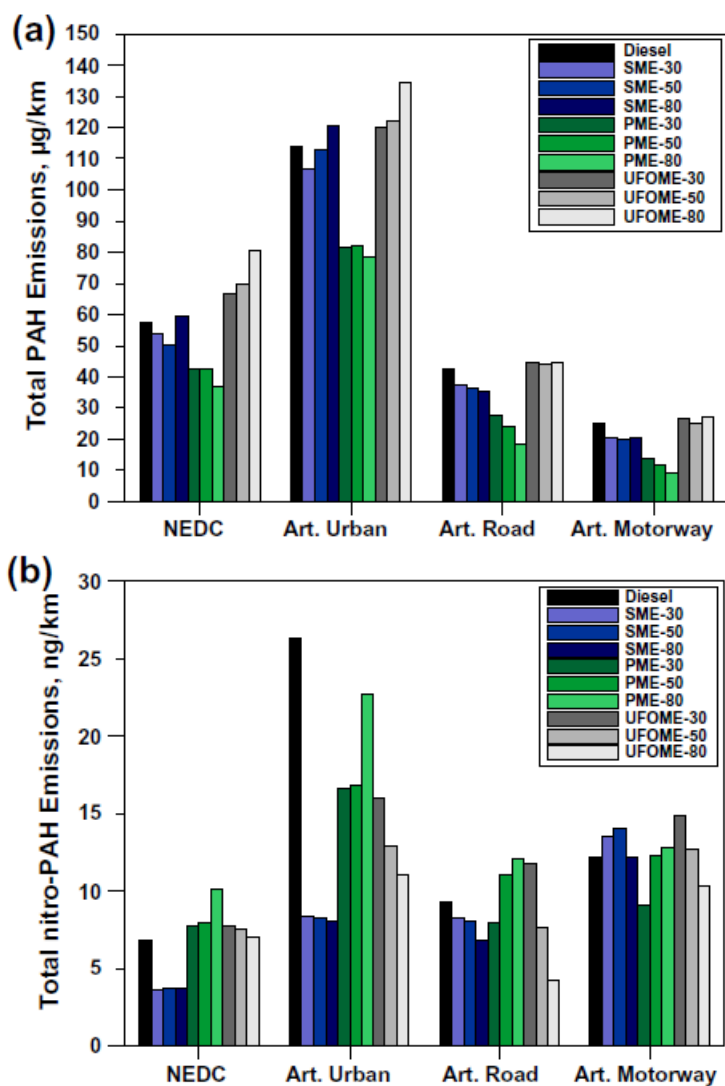 (a)
Total PAH Emissions, µg/km
150
140
130
120
110
100
90
80
70
60
50
40
30
20
10
0
Diesel
SME-30
SME-50
SME-80
PME-30
PME-50
PME-80
UFOME-30
UFOME-50
UFOME-80
NEDC Art. Urban Art. Road Art. Motorway
(b)
Total nitro-PAH Emissions, ng/km
30
25
20
15
10
5
0
Diesel
SME-30
SME-50
SME-80
PME-30
PME-50
PME-80
UFOME-30
UFOME-50
UFOME-80
NEDC Art. Urban Art. Road Art. Motorway